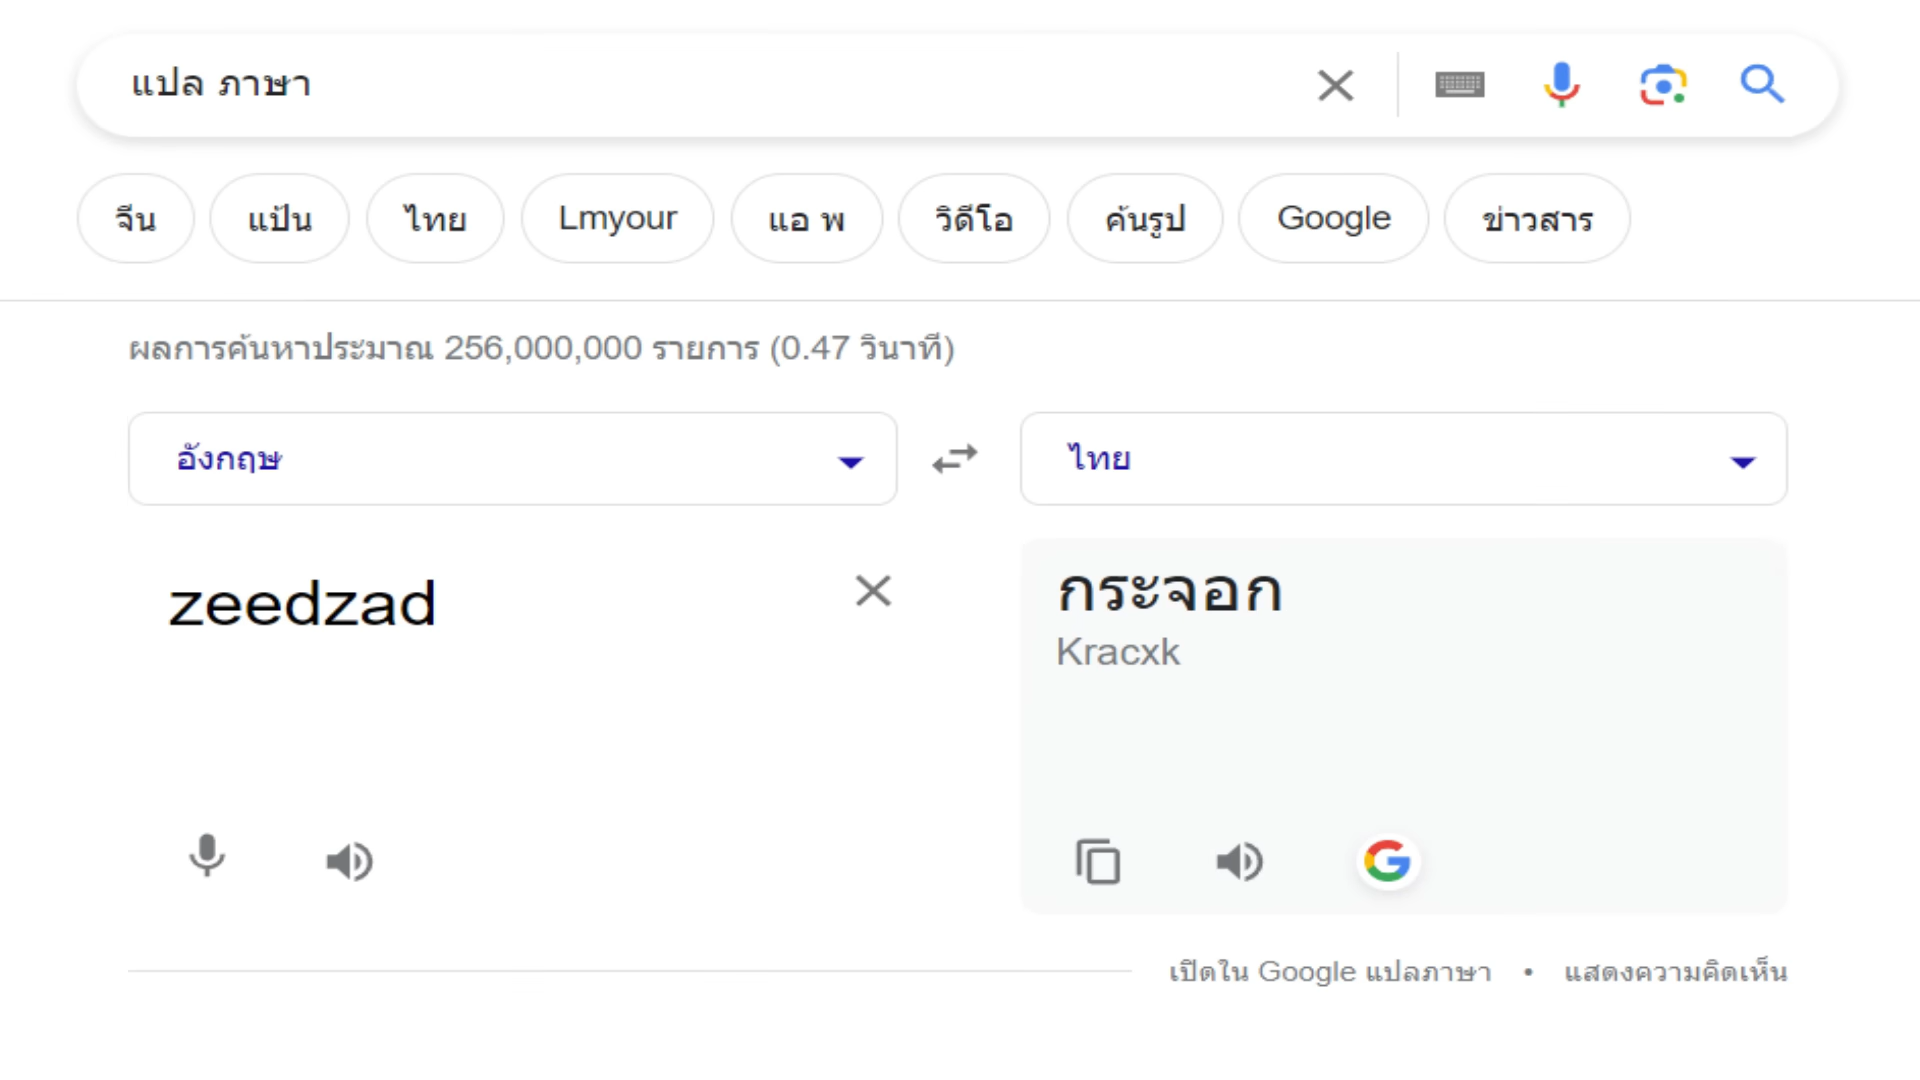 แปล ภาษา
จีน แป้น ไทย Lmyour แอ พ วิดีโอ ค้นรูป Google ข่าวสาร
ผลการค้นหาประมาณ 256,000,000 รายการ (0.47 วินาที)
อังกฤษ ไทย
zeedzad กระจอก
Kracxk
เปิดใน Google แปลภาษา • แสดงความคิดเห็น